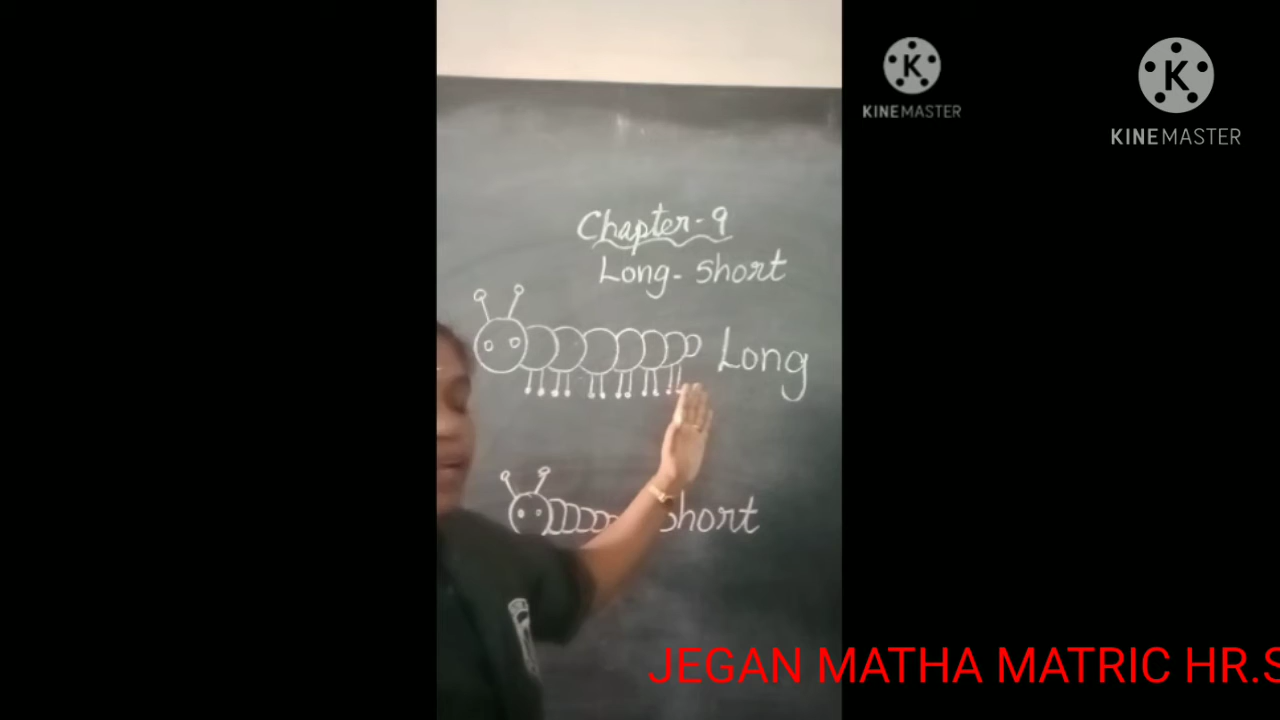 KINEMASTER
KINEMASTER
Chapter-9
Long-short
Long
short
JEGAN MATHA MATRIC HR.S